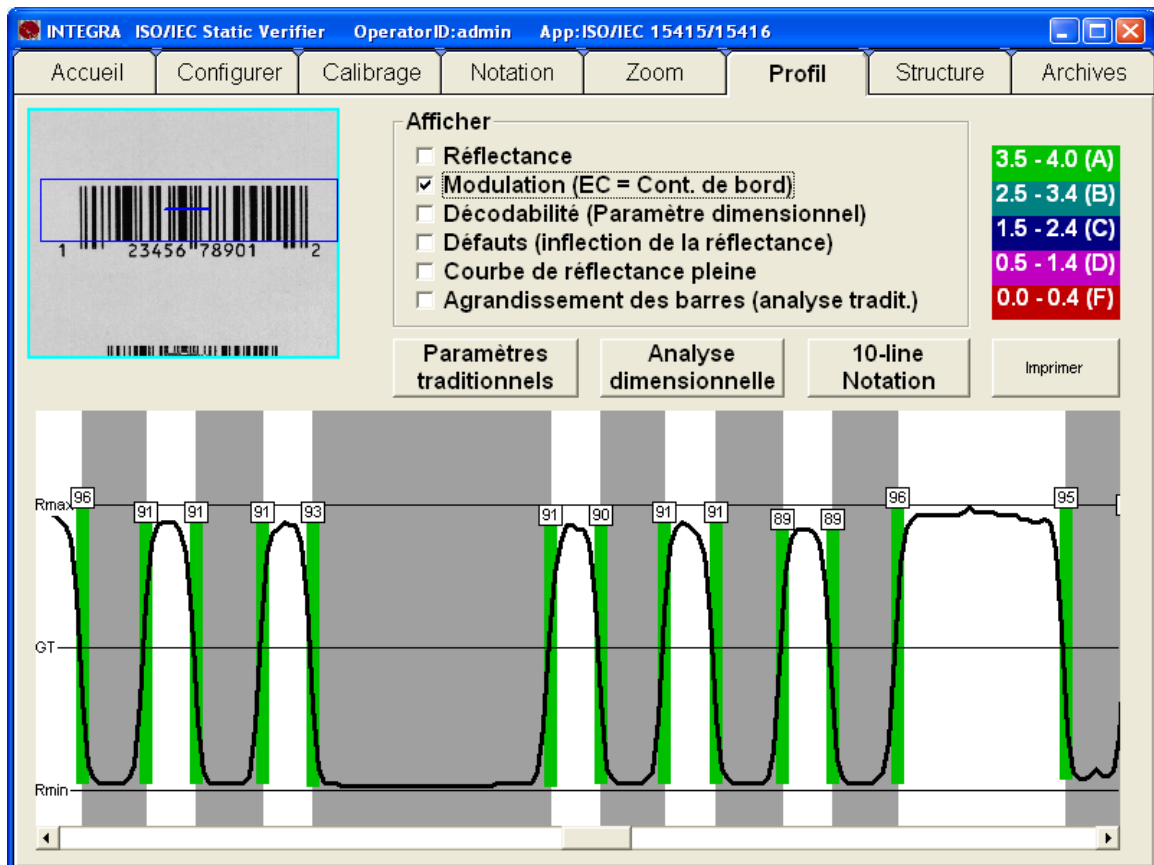 INTEGRA ISO/IEC Static Verifier OperatorID:admin App:ISO/IEC 15415/15416
Accueil Configurer Calibrage Notation Zoom Profil Structure Archives
1 23456 78901 2
Afficher
Réflectance
Modulation (EC = Cont. de bord)
Décodabilité (Paramètre dimensionnel)
Défauts (inflection de la réflectance)
Courbe de réflectance pleine
Agrandissement des barres (analyse tradit.)
3.5 - 4.0 (A)
2.5 - 3.4 (B)
1.5 - 2.4 (C)
0.5 - 1.4 (D)
0.0 - 0.4 (F)
Paramètres
traditionnels
Analyse
dimensionnelle
10-line
Notation
Imprimer
Rmax 96 91 91 91 93 91 90 91 91 89 89 96 95
GT
Rmin